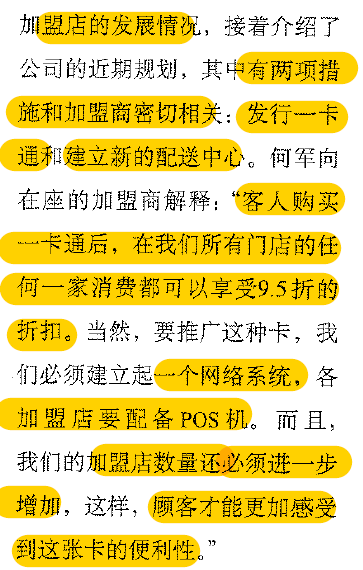 加盟店的发展情况，接着介绍了
公司的近期规划，其中有两项措
施和加盟商密切相关：发行一卡
通和建立新的配送中心。何军向
在座的加盟商解释：“客人购买
一卡通后，在我们所有门店的任
何一家消费都可以享受9.5折的
折扣。当然，要推广这种卡，我
们必须建立起一个网络系统，各
加盟店要配备POS机。而且，
我们的加盟店数量还必须进一步
增加，这样，顾客才能更加感受
到这张卡的便利性。”